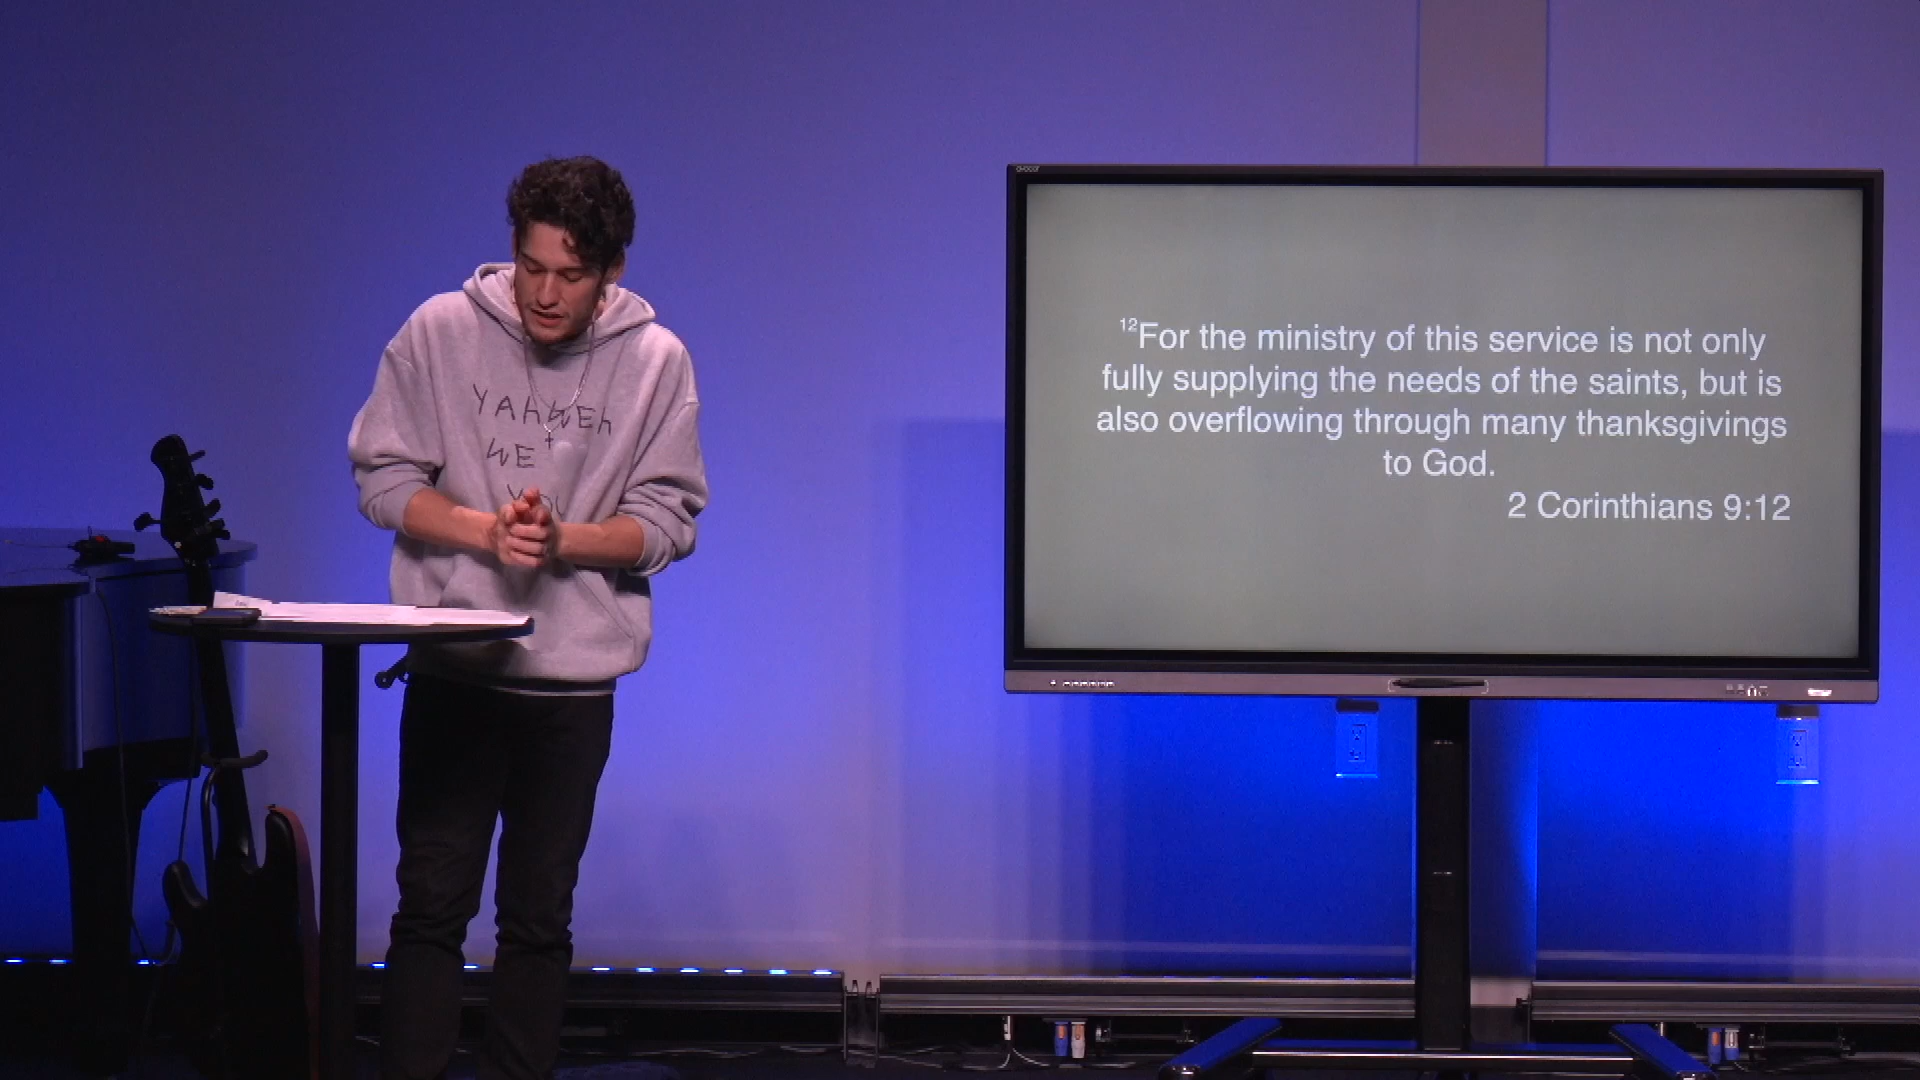 YAHWEH
WE
YOU
¹²For the ministry of this service is not only
fully supplying the needs of the saints, but is
also overflowing through many thanksgivings
to God.
2 Corinthians 9:12